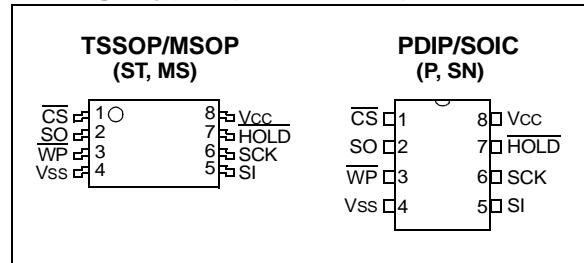 TSSOP/MSOP
(ST, MS)
CS 1 8 VCC
SO 2 7 HOLD
WP 3 6 SCK
VSS 4 5 SI
PDIP/SOIC
(P, SN)
CS 1 8 VCC
SO 2 7 HOLD
WP 3 6 SCK
VSS 4 5 SI